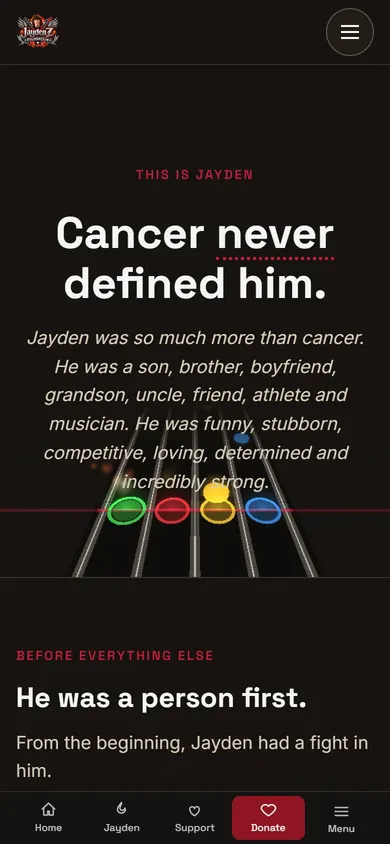 JaydenZ
THIS IS JAYDEN
Cancer never
defined him.
Jayden was so much more than cancer.
He was a son, brother, boyfriend,
grandson, uncle, friend, athlete and
musician. He was funny, stubborn,
competitive, loving, determined and
incredibly strong.
BEFORE EVERYTHING ELSE
He was a person first.
From the beginning, Jayden had a fight in
him.
Home
Jayden
Support
Donate
Menu